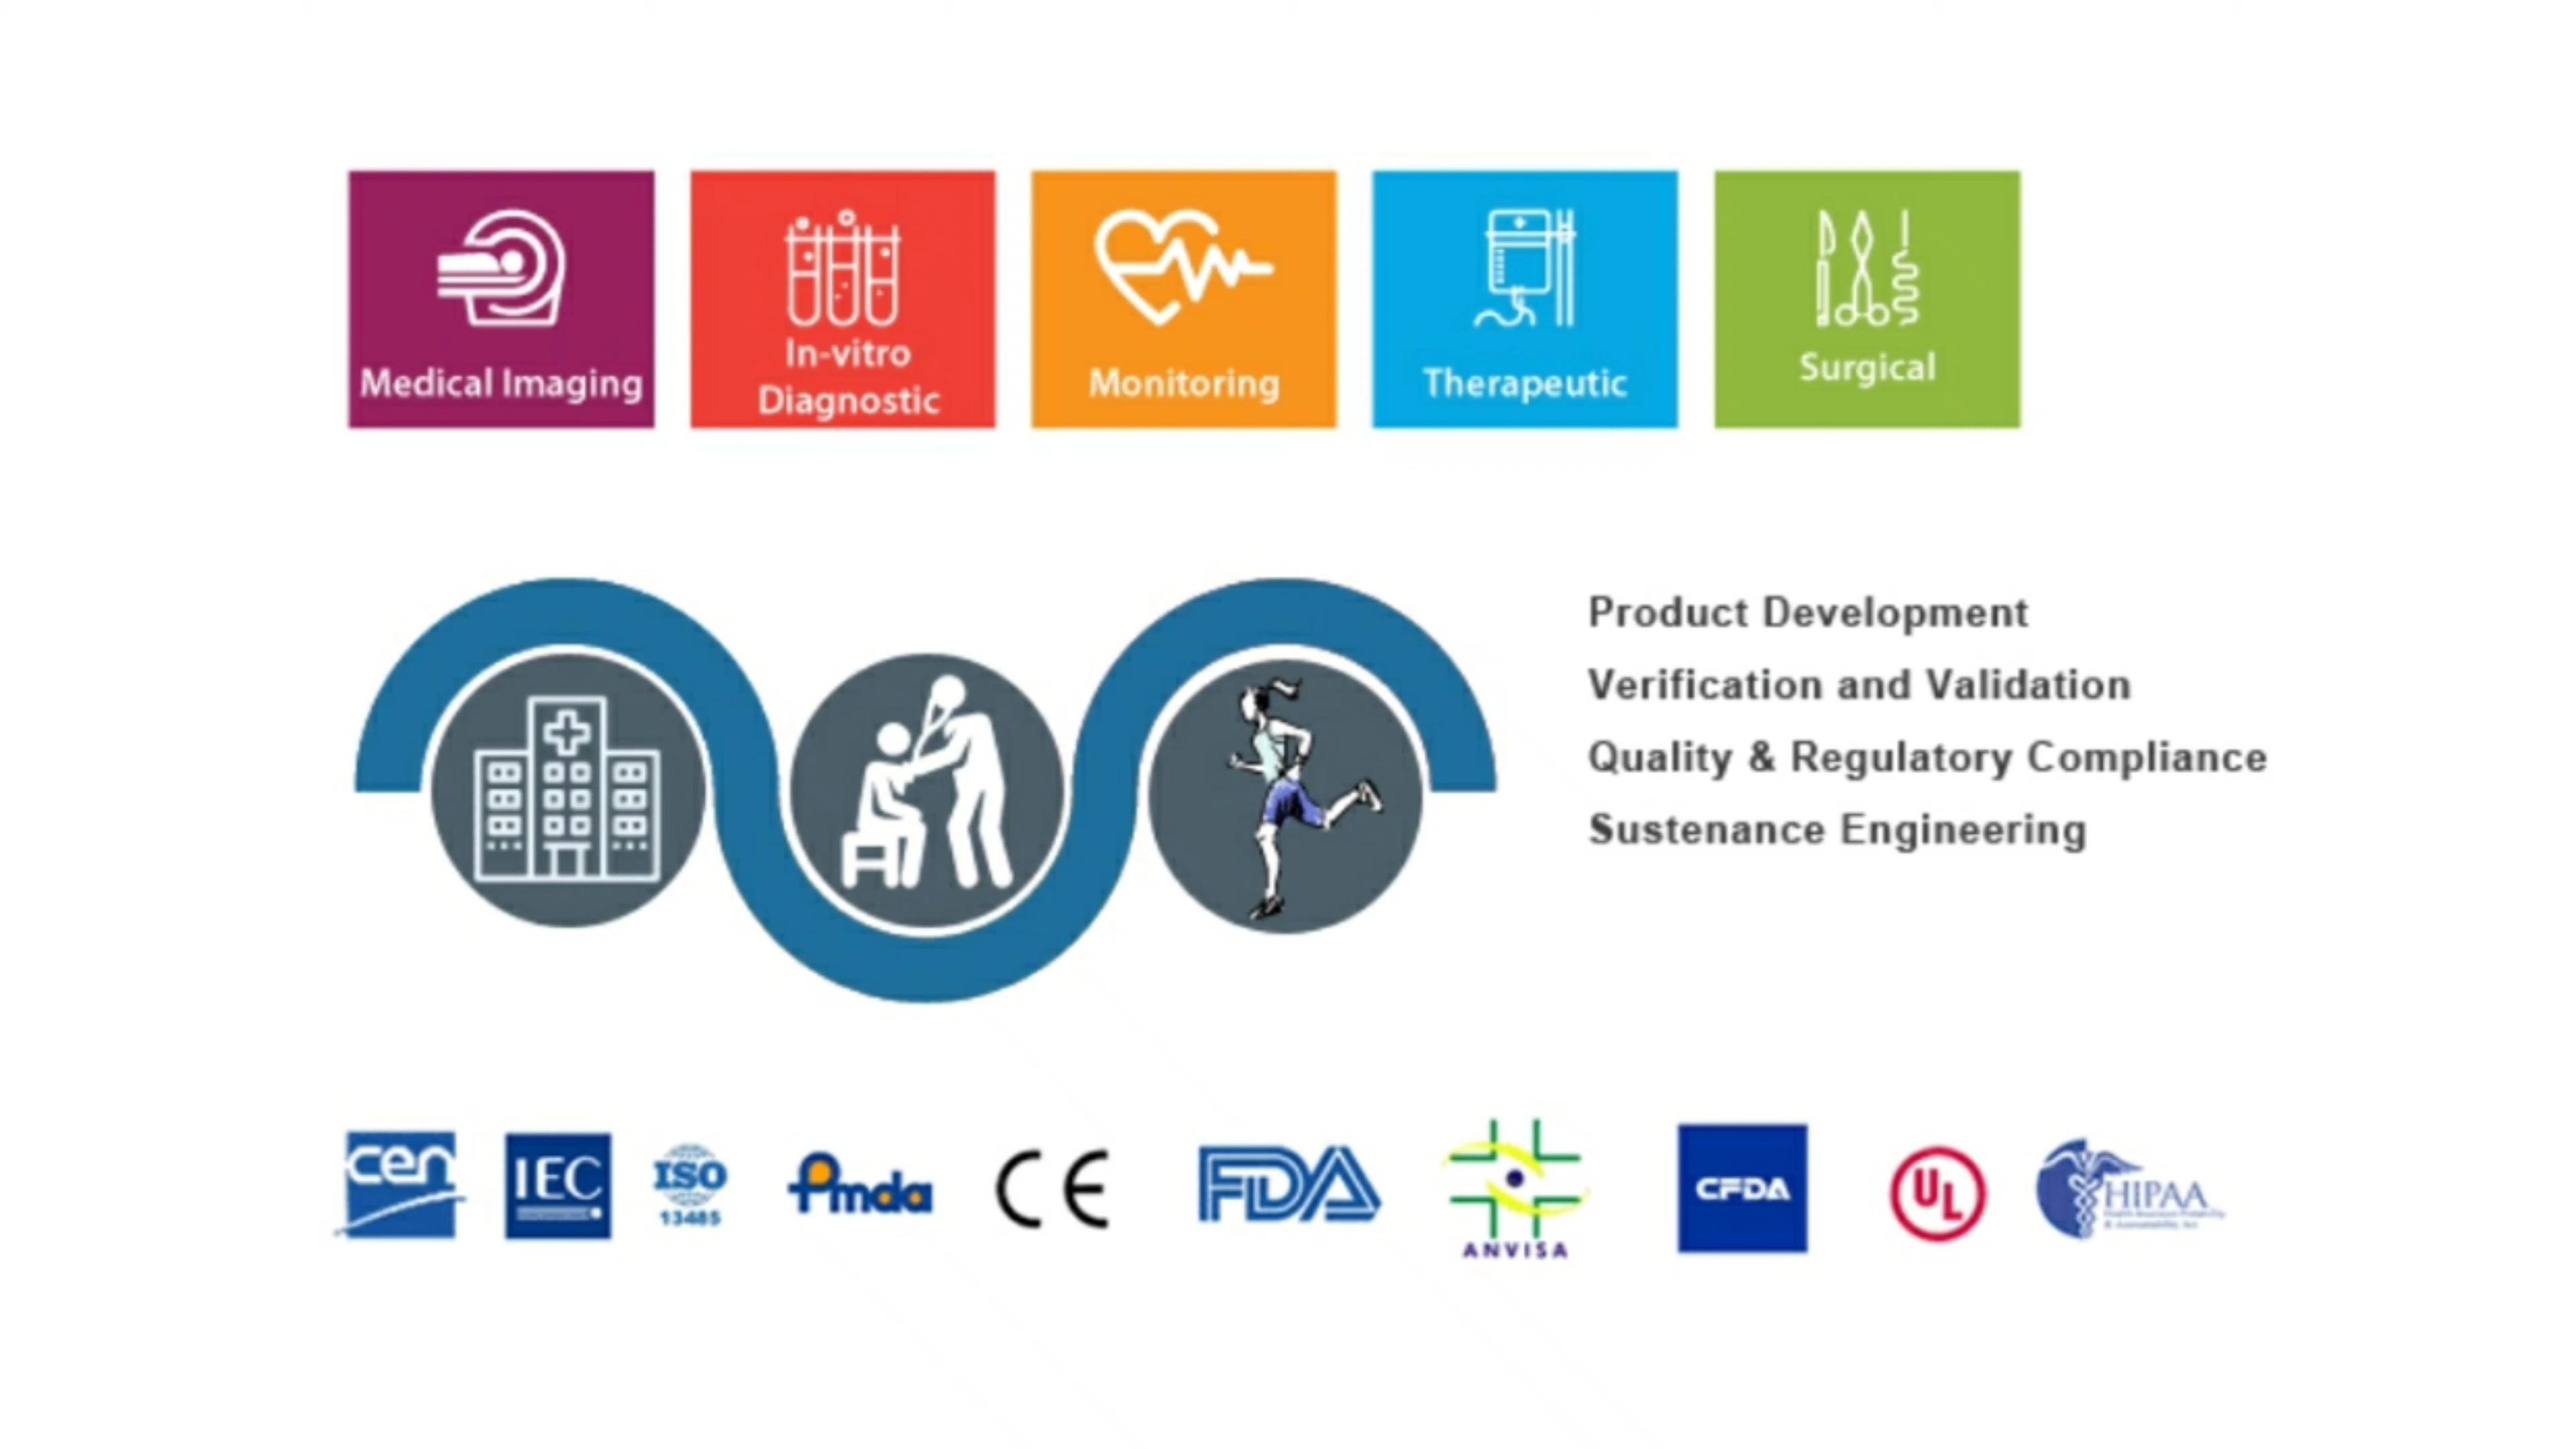 Medical Imaging
In-vitro
Diagnostic
Monitoring
Therapeutic
Surgical
Product Development
Verification and Validation
Quality & Regulatory Compliance
Sustenance Engineering
cen
IEC
ISO
13485
Pmda
CE
FDA
ANVISA
CFDA
UL
HIPAA